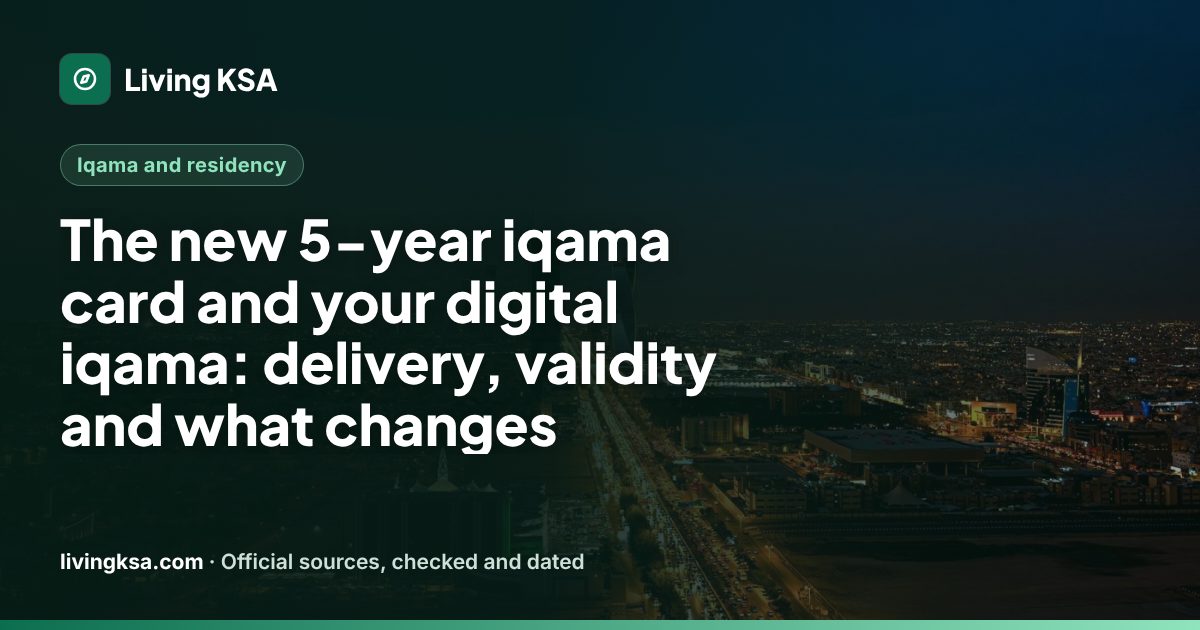 Living KSA
Iqama and residency
The new 5–year iqama
card and your digital
iqama: delivery, validity
and what changes
livingksa.com · Official sources, checked and dated